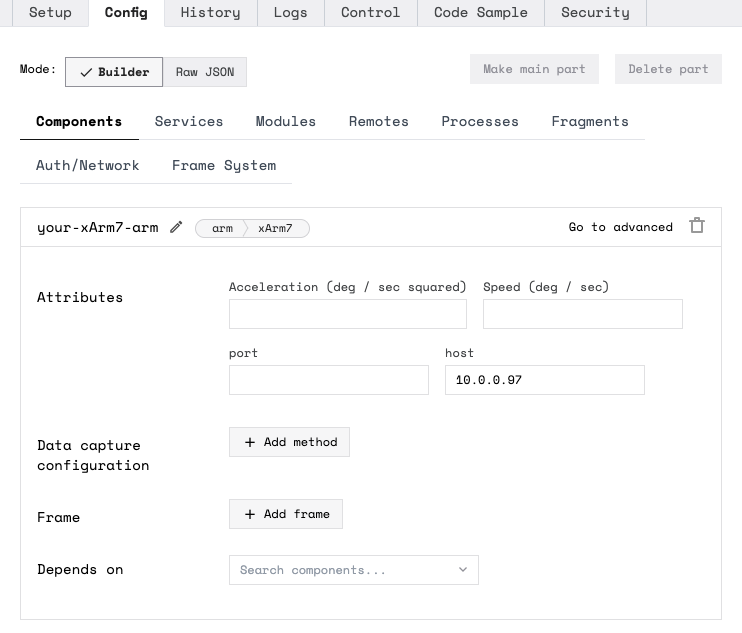 Setup Config History Logs Control Code Sample Security
Mode: Builder Raw JSON Make main part Delete part
Components Services Modules Remotes Processes Fragments
Auth/Network Frame System
your-xArm7-arm arm xArm7 Go to advanced
Attributes
Acceleration (deg / sec squared) Speed (deg / sec)
port host
10.0.0.97
Data capture
configuration
+ Add method
Frame + Add frame
Depends on Search components...